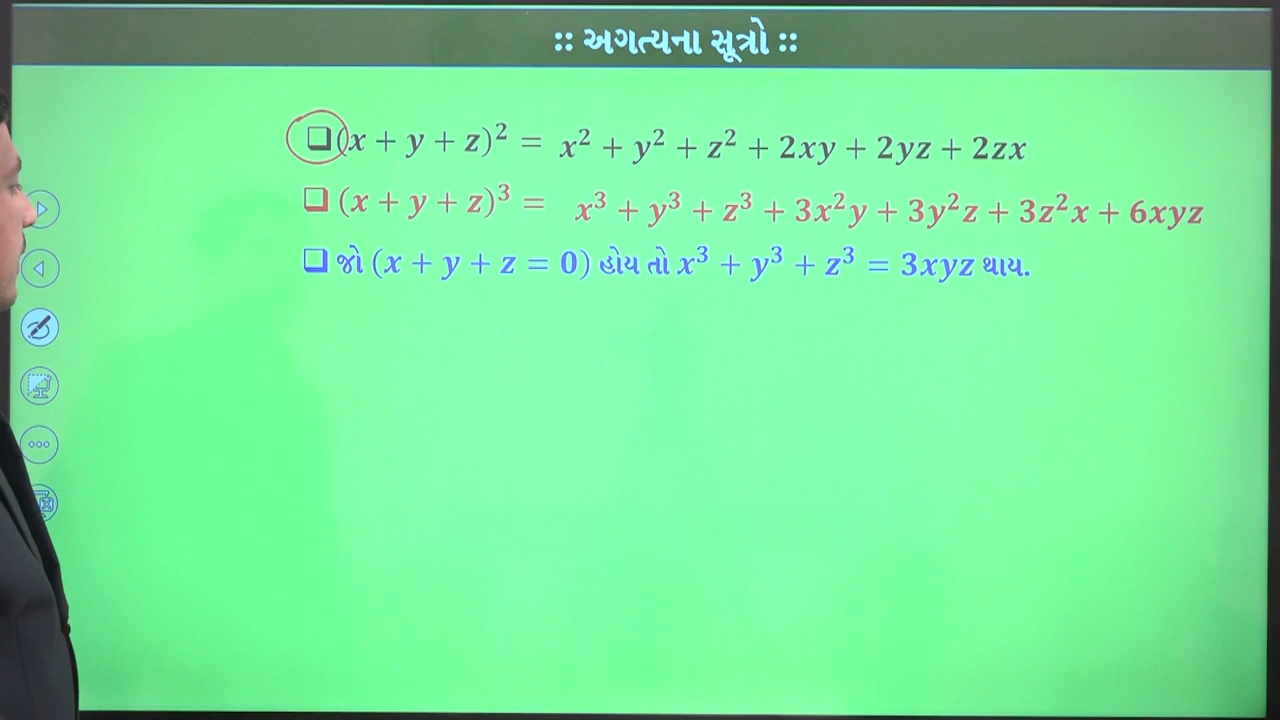 :: અગત્યના સૂત્રો ::
❑ (x + y + z)² = x² + y² + z² + 2xy + 2yz + 2zx
❑ (x + y + z)³ = x³ + y³ + z³ + 3x²y + 3y²z + 3z²x + 6xyz
❑ જો (x + y + z = 0) હોય તો x³ + y³ + z³ = 3xyz થાય.